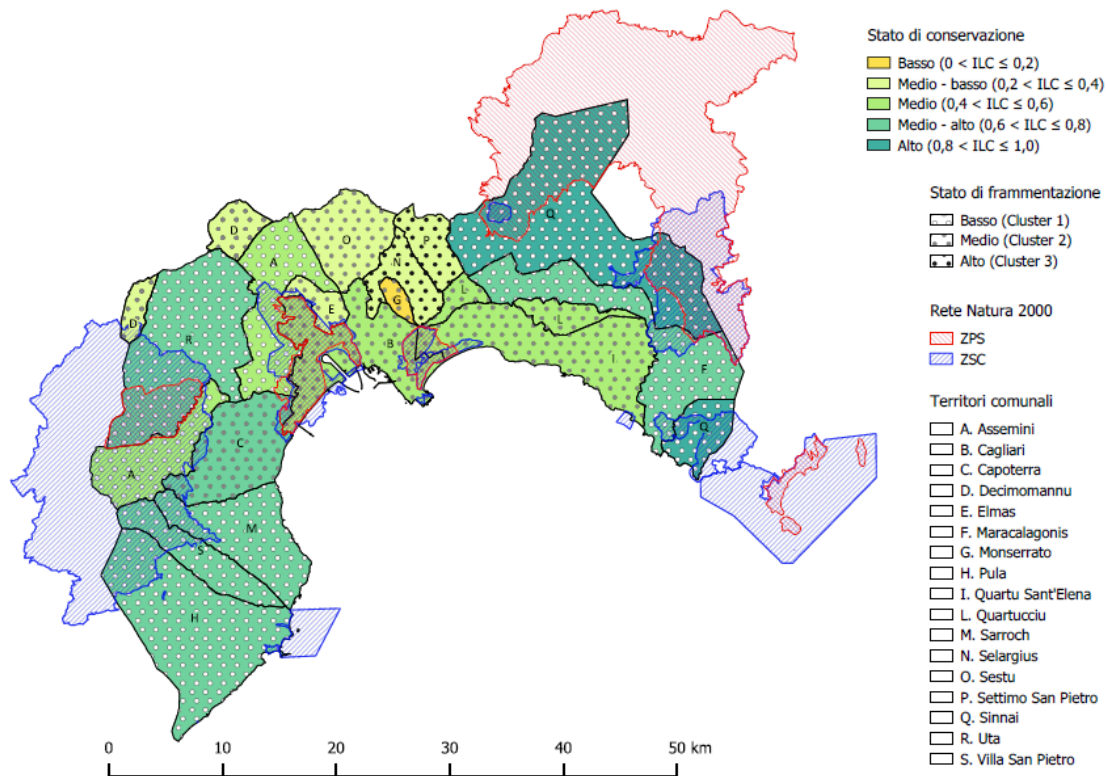 Stato di conservazione
Basso (0 < ILC ≤ 0,2)
Medio - basso (0,2 < ILC ≤ 0,4)
Medio (0,4 < ILC ≤ 0,6)
Medio - alto (0,6 < ILC ≤ 0,8)
Alto (0,8 < ILC ≤ 1,0)
Stato di frammentazione
Basso (Cluster 1)
Medio (Cluster 2)
Alto (Cluster 3)
Rete Natura 2000
ZPS
ZSC
Territori comunali
A. Assemini
B. Cagliari
C. Capoterra
D. Decimomannu
E. Elmas
F. Maracalagonis
G. Monserrato
H. Pula
I. Quartu Sant'Elena
L. Quartucciu
M. Sarroch
N. Selargius
O. Sestu
P. Settimo San Pietro
Q. Sinnai
R. Uta
S. Villa San Pietro
D
O
P
Q
A
N
L
D
E
G
L
R
B
I
F
Q
C
A
M
S
H
0 10 20 30 40 50 km